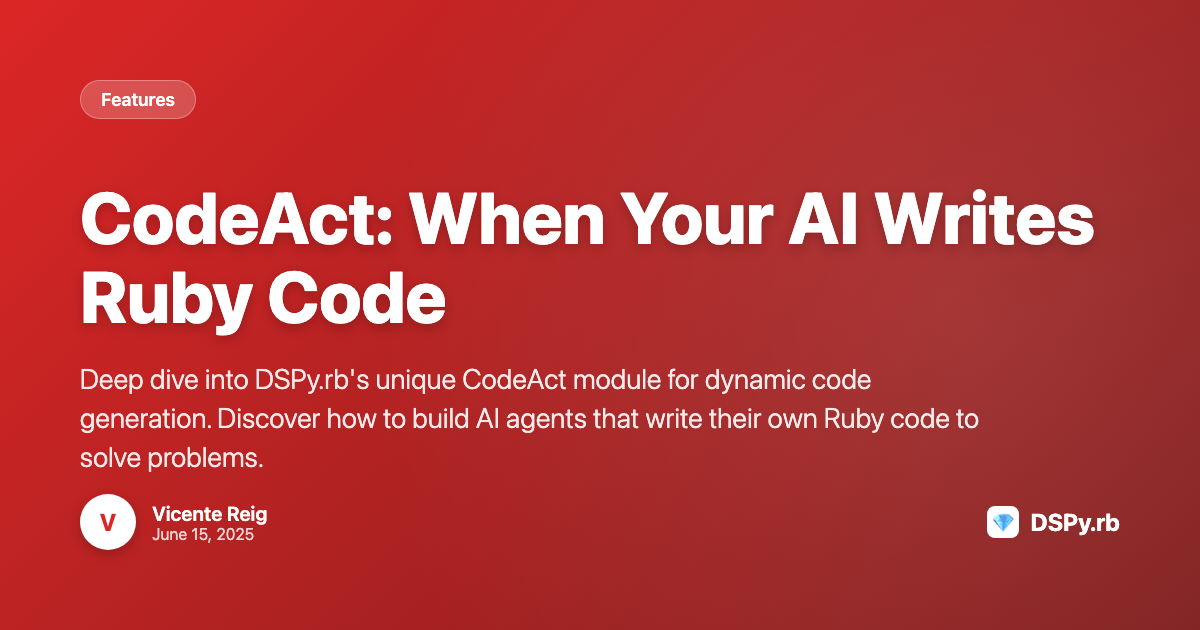 Features
CodeAct: When Your AI Writes
Ruby Code
Deep dive into DSPy.rb's unique CodeAct module for dynamic code
generation. Discover how to build AI agents that write their own Ruby code to
solve problems.
V
Vicente Reig
June 15, 2025
DSPy.rb